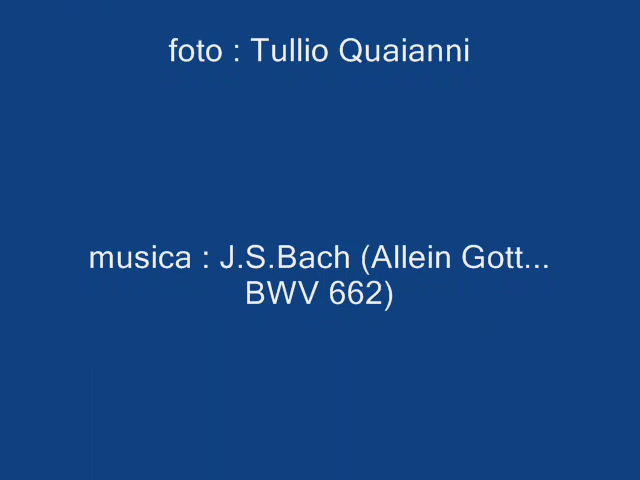 foto : Tullio Quaianni
musica : J.S.Bach (Allein Gott...
BWV 662)